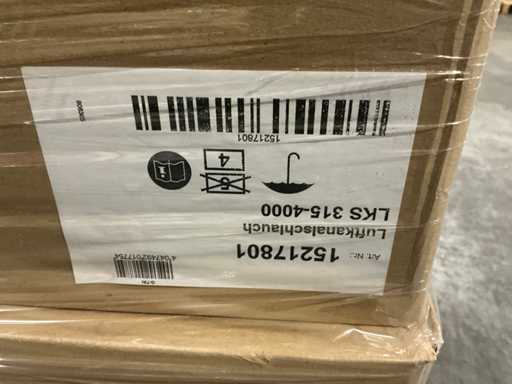 Art. Nr.:
15217801
Luftkanalschlauch
LKS 315-4000
4
15217801